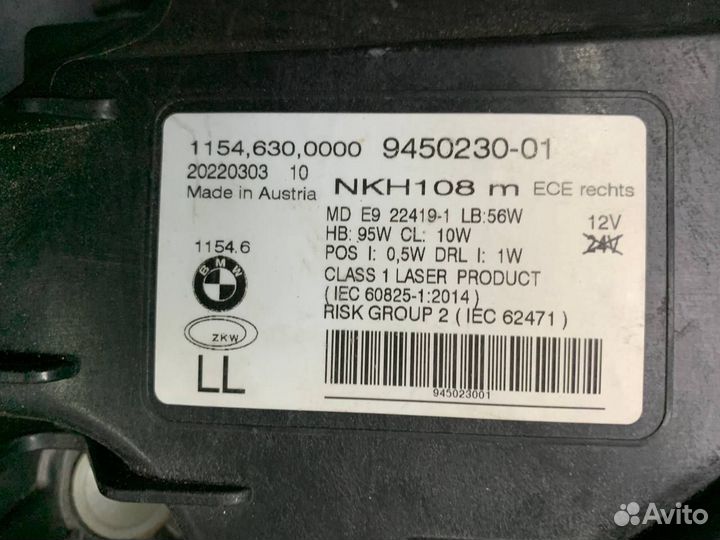 1154,630,0000 9450230-01
20220303 10
Made in Austria NKH108 m ECE rechts
MD E9 22419-1 LB:56W
12V
HB: 95W CL: 10W
24V
POS I: 0,5W DRL I: 1W
1154.6
CLASS 1 LASER PRODUCT
BMW
(IEC 60825-1:2014)
RISK GROUP 2 (IEC 62471)
ZKW
LL
945023001
Avito